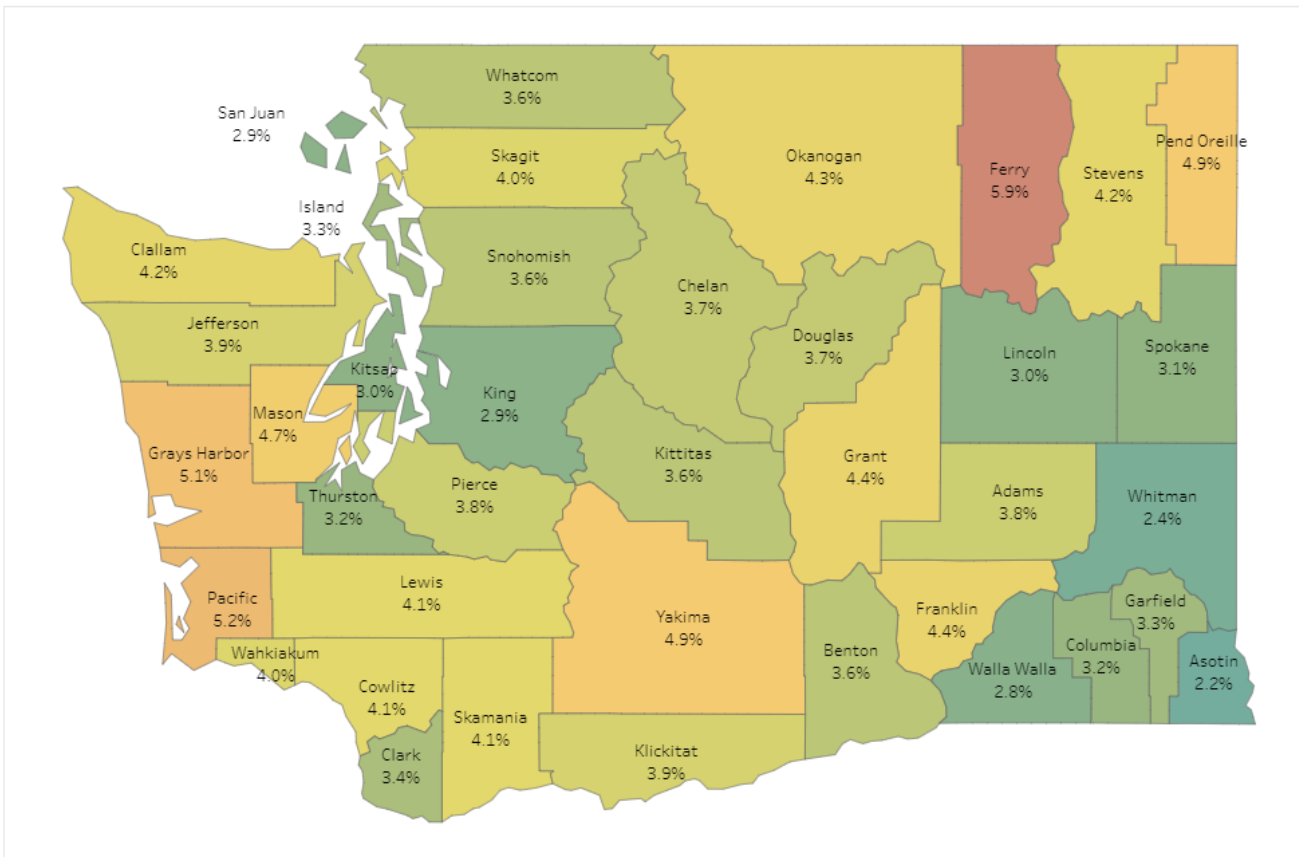 Whatcom
3.6%
San Juan
2.9%
Skagit
4.0%
Okanogan
4.3%
Ferry
5.9%
Stevens
4.2%
Pend Oreille
4.9%
Island
3.3%
Clallam
4.2%
Snohomish
3.6%
Chelan
3.7%
Jefferson
3.9%
Douglas
3.7%
Lincoln
3.0%
Spokane
3.1%
Kitsap
3.0%
King
2.9%
Mason
4.7%
Grays Harbor
5.1%
Kittitas
3.6%
Grant
4.4%
Thurston
3.2%
Pierce
3.8%
Adams
3.8%
Whitman
2.4%
Lewis
4.1%
Pacific
5.2%
Yakima
4.9%
Franklin
4.4%
Garfield
3.3%
Wahkiakum
4.0%
Benton
3.6%
Columbia
3.2%
Walla Walla
2.8%
Asotin
2.2%
Cowlitz
4.1%
Skamania
4.1%
Clark
3.4%
Klickitat
3.9%